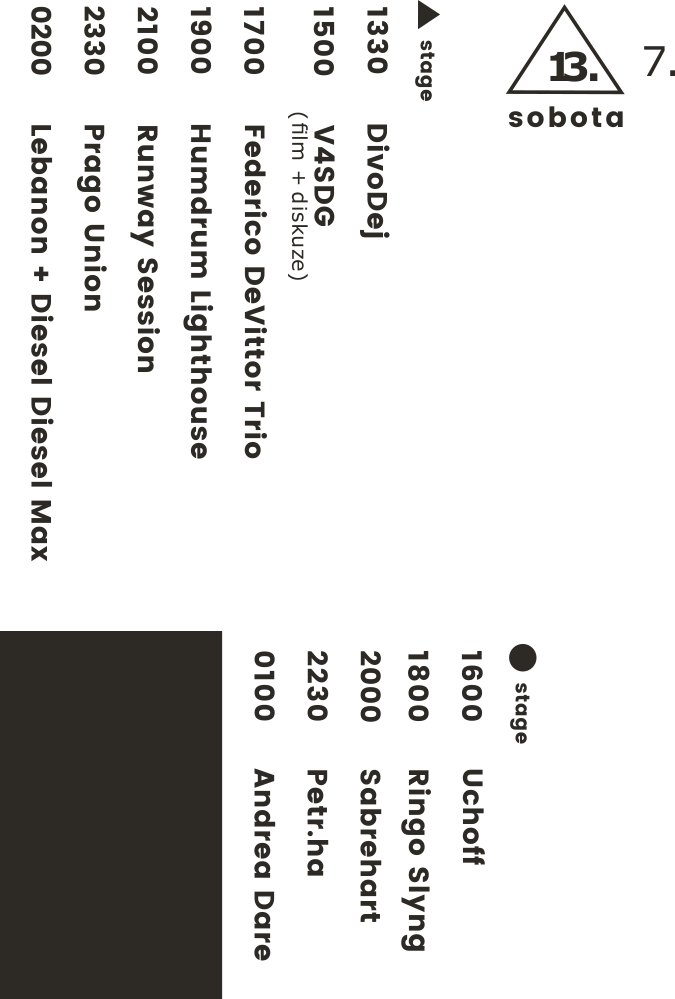 13.
7.
sobota
stage
1330 DivoDej
1500 V4SDG
(film + diskuze)
1700 Federico DeVittor Trio
1900 Humdrum Lighthouse
2100 Runway Session
2330 Prago Union
0200 Lebanon + Diesel Diesel Max
stage
1600 Uchoff
1800 Ringo Slyng
2000 Sabrehart
2230 Petr.ha
0100 Andrea Dare